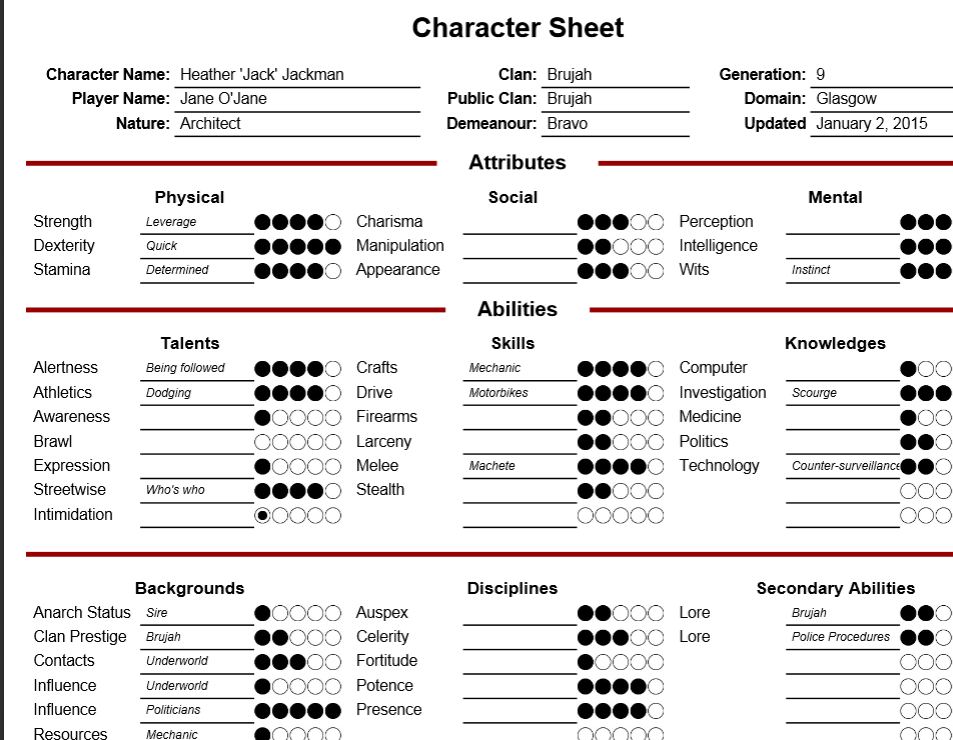 Character Sheet
Character Name: Heather 'Jack' Jackman Clan: Brujah Generation: 9
Player Name: Jane O'Jane Public Clan: Brujah Domain: Glasgow
Nature: Architect Demeanour: Bravo Updated January 2, 2015
Attributes
Physical Social Mental
Strength Leverage Charisma Perception
Dexterity Quick Manipulation Intelligence
Stamina Determined Appearance Wits Instinct
Abilities
Talents Skills Knowledges
Alertness Being followed Crafts Mechanic Computer
Athletics Dodging Drive Motorbikes Investigation Scourge
Awareness Firearms Medicine
Brawl Larceny Politics
Expression Melee Machete Technology Counter-surveillance
Streetwise Who's who Stealth
Intimidation
Backgrounds Disciplines Secondary Abilities
Anarch Status Sire Auspex Lore Brujah
Clan Prestige Brujah Celerity Lore Police Procedures
Contacts Underworld Fortitude
Influence Underworld Potence
Influence Politicians Presence
Resources Mechanic